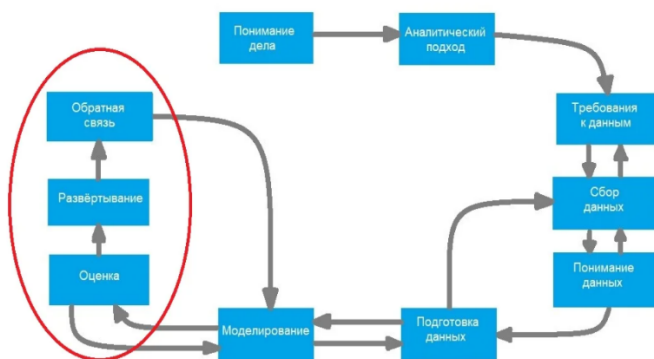 Понимание
дела
Аналитический
подход
Обратная
связь
Требования
к данным
Развёртывание
Сбор
данных
Оценка
Понимание
данных
Моделирование
Подготовка
данных